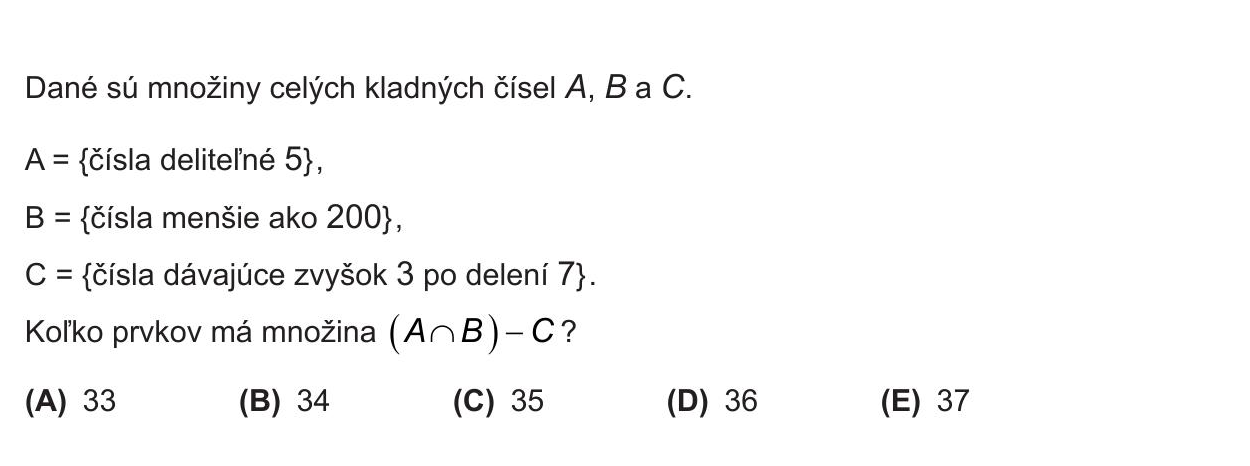 Dané sú množiny celých kladných čísel A, B a C.
A = {čísla deliteľné 5},
B = {čísla menšie ako 200},
C = {čísla dávajúce zvyšok 3 po delení 7}.
Koľko prvkov má množina (A∩B) – C?
(A) 33 (B) 34 (C) 35 (D) 36 (E) 37